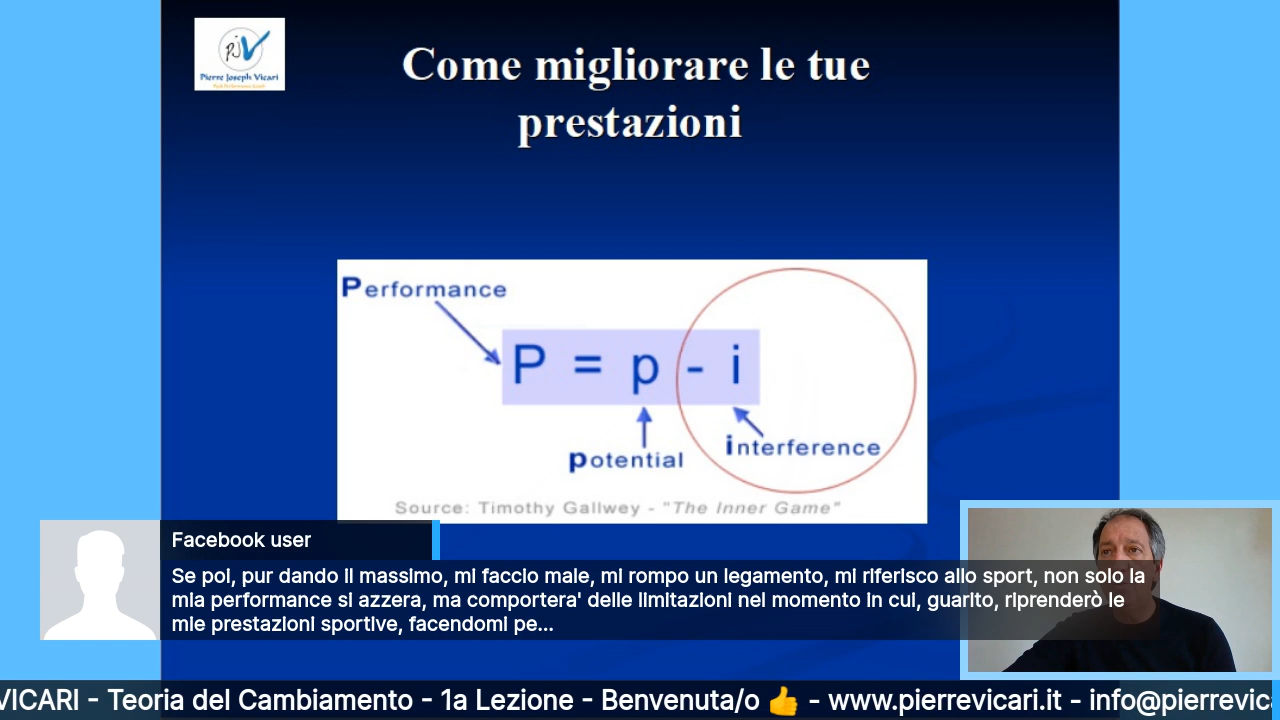 PJV
Pierre Joseph Vicari
Come migliorare le tue
prestazioni
Performance
P = p - i
potential
interference
Source: Timothy Gallwey - "The Inner Game"
Facebook user
Se poi, pur dando il massimo, mi faccio male, mi rompo un legamento, mi riferisco allo sport, non solo la
mia performance si azzera, ma comportera' delle limitazioni nel momento in cui, guarito, riprenderò le
mie prestazioni sportive, facendomi pe...
VICARI - Teoria del Cambiamento - 1a Lezione - Benvenuta/o 👍 - www.pierrevicari.it - info@pierrevica